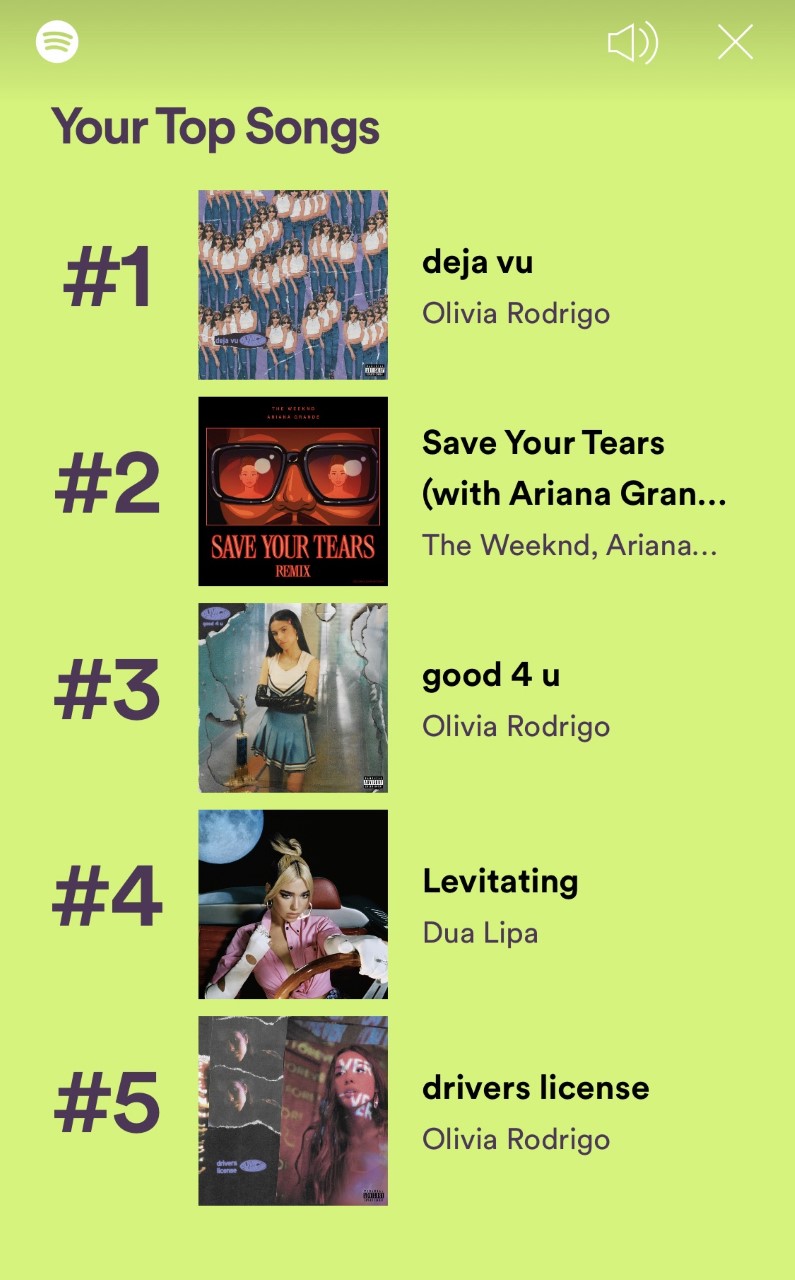 Your Top Songs
#1
deja vu
Olivia Rodrigo
deja vu
THE WEEKND
ARIANA GRANDE
SAVE YOUR TEARS
REMIX
#2
Save Your Tears
(with Ariana Gran...
The Weeknd, Ariana...
good 4 u
#3
good 4 u
Olivia Rodrigo
#4
Levitating
Dua Lipa
#5
drivers license
Olivia Rodrigo
drivers
license